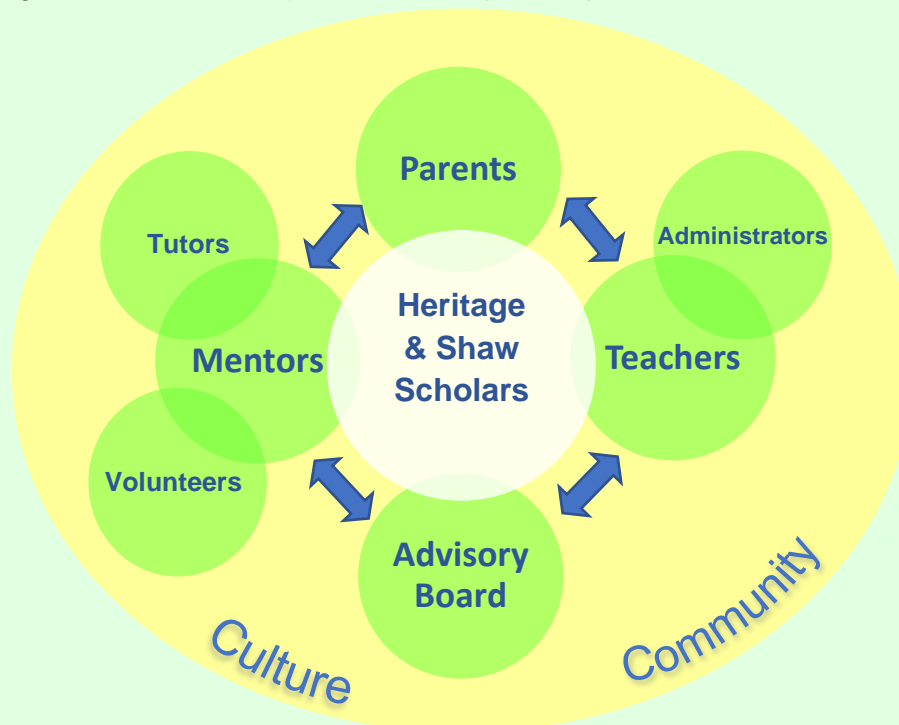 Parents
Tutors
Administrators
Heritage
& Shaw
Scholars
Mentors
Teachers
Volunteers
Advisory
Board
Culture
Community